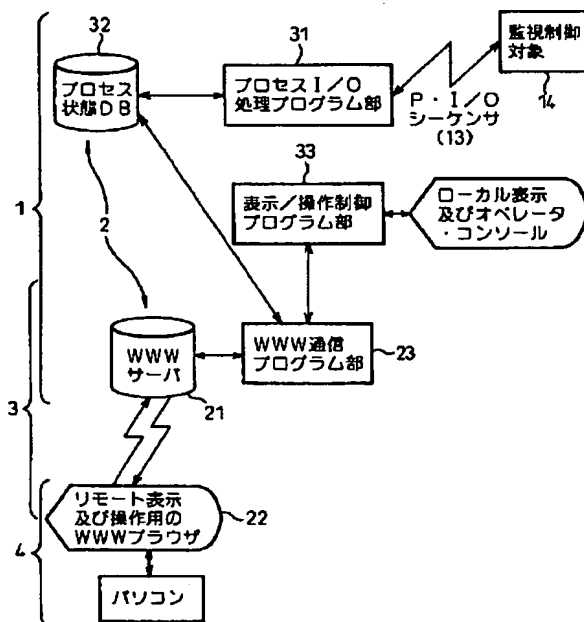 32
プロセス
状態DB
31
プロセスI/O
処理プログラム部
監視制御
対象
14
P・I/O
シーケンサ
(13)
33
表示/操作制御
プログラム部
ローカル表示
及びオペレータ
・コンソール
1
2
WWW
サーバ
21
WWW通信
プログラム部
23
3
リモート表示
及び操作用の
WWWブラウザ
22
4
パソコン